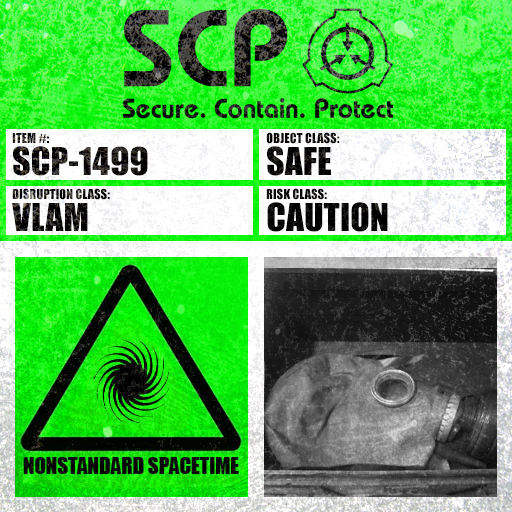 SCP
Secure. Contain. Protect
ITEM #:
SCP-1499
OBJECT CLASS:
SAFE
DISRUPTION CLASS:
VLAM
RISK CLASS:
CAUTION
NONSTANDARD SPACETIME